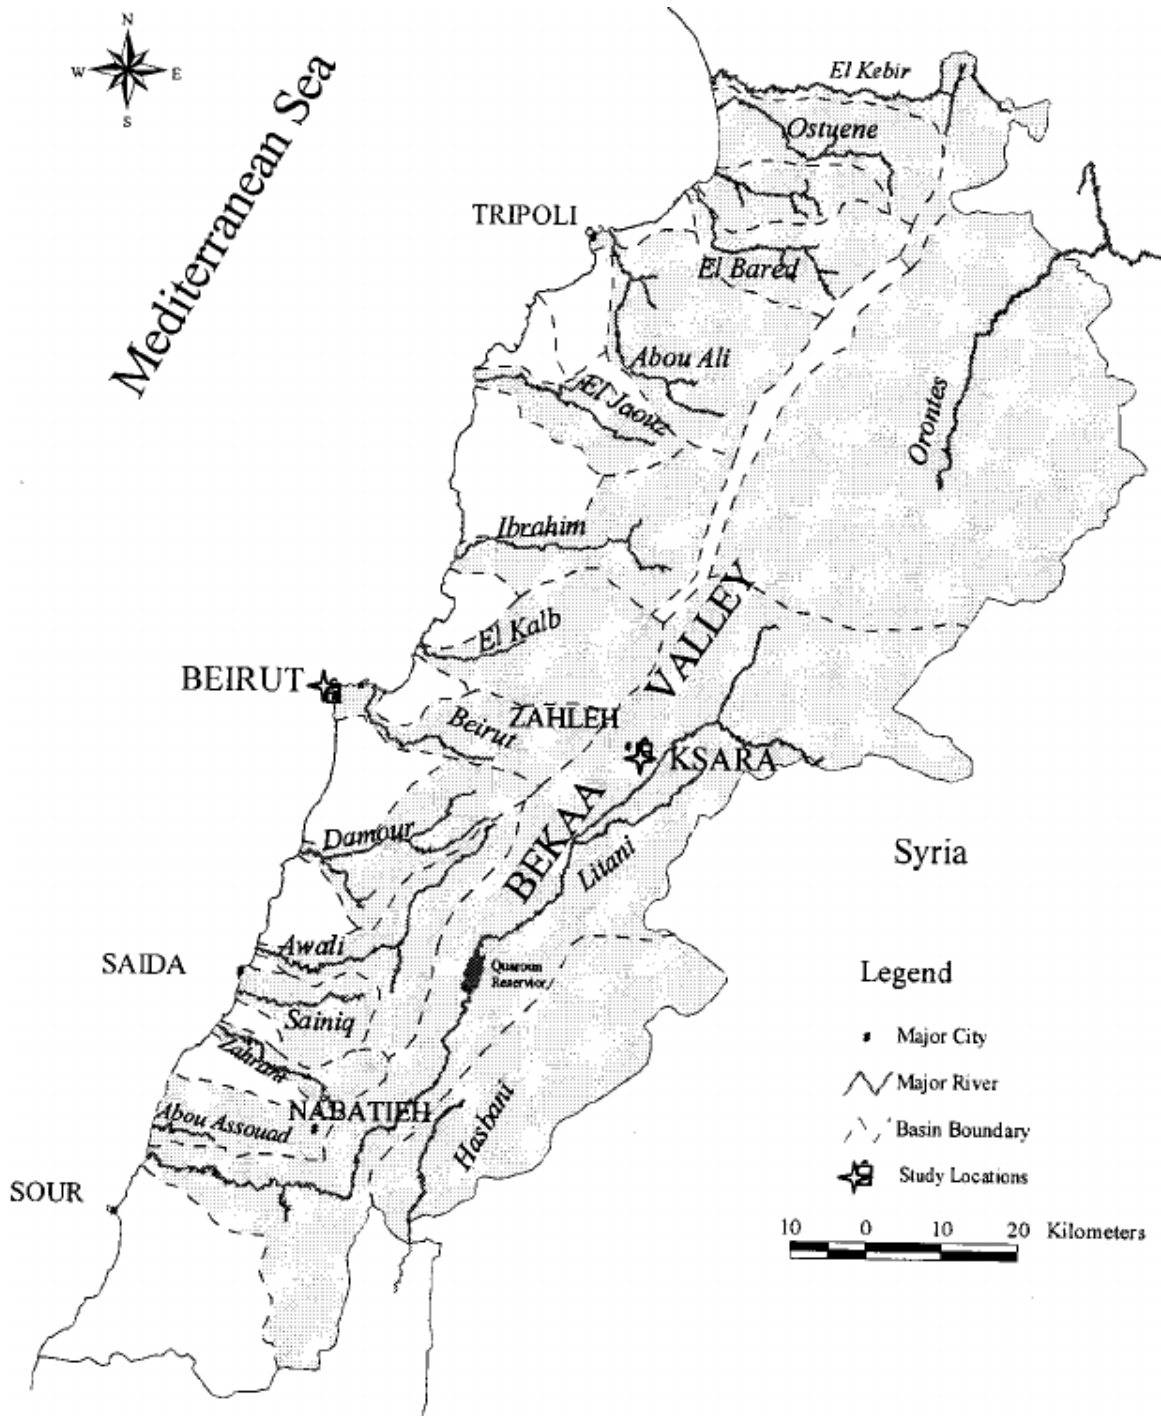 N
W E
S
Mediterranean Sea
El Kebir
Ostuene
TRIPOLI
El Bared
Abou Ali
El Jaouz
Orontes
Ibrahim
El Kalb
VALLEY
BEIRUT
Beirut
ZAHLEH
KSARA
BEKAA
Damour
Litani
Syria
Awali
SAIDA
Quaroun
Reservior
Legend
Sainiq
Major City
Zahrani
Major River
Hasbani
NABATIEH
Abou Assouad
Basin Boundary
Study Locations
SOUR
10 0 10 20 Kilometers